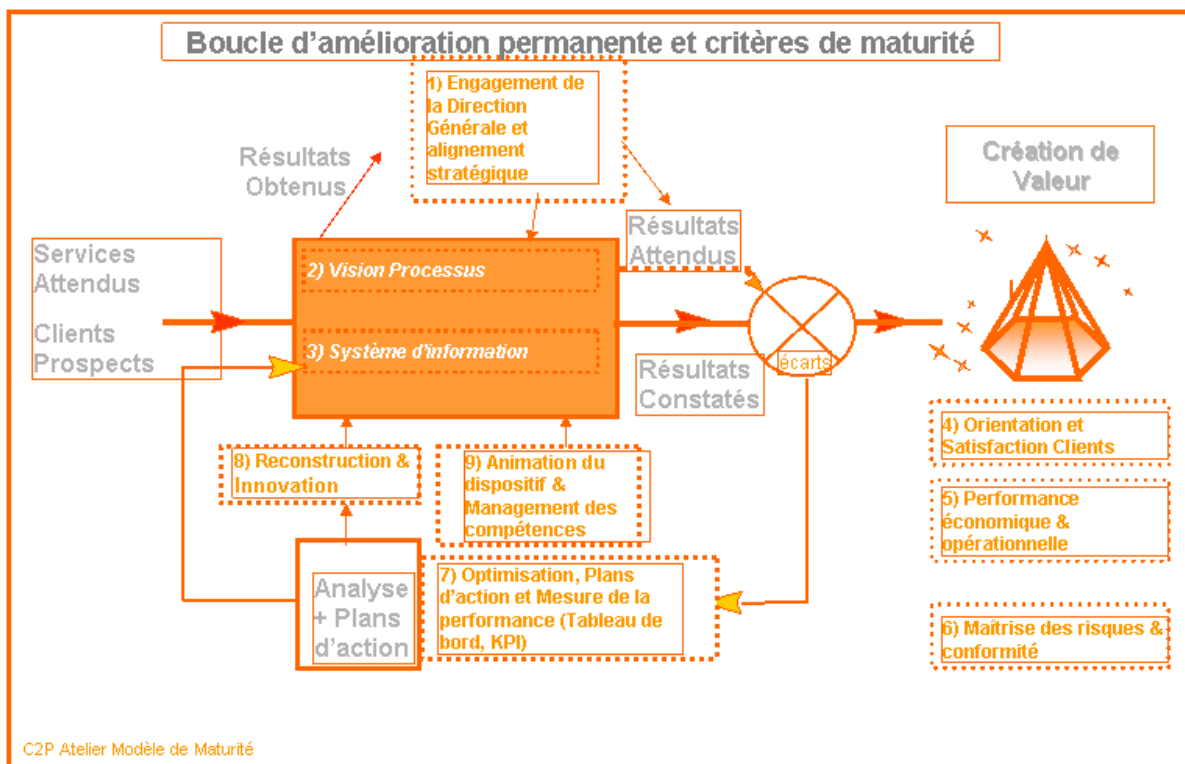 Boucle d'amélioration permanente et critères de maturité
1) Engagement de
la Direction
Générale et
alignement
stratégique
Résultats
Obtenus
Création de
Valeur
Services
Attendus
Clients
Prospects
2) Vision Processus
3) Système d'information
Résultats
Attendus
Résultats
Constatés
écarts
4) Orientation et
Satisfaction Clients
5) Performance
économique &
opérationnelle
6) Maîtrise des risques &
conformité
8) Reconstruction &
Innovation
9) Animation du
dispositif &
Management des
compétences
Analyse
+ Plans
d'action
7) Optimisation, Plans
d'action et Mesure de la
performance (Tableau de
bord, KPI)
C2P Atelier Modèle de Maturité